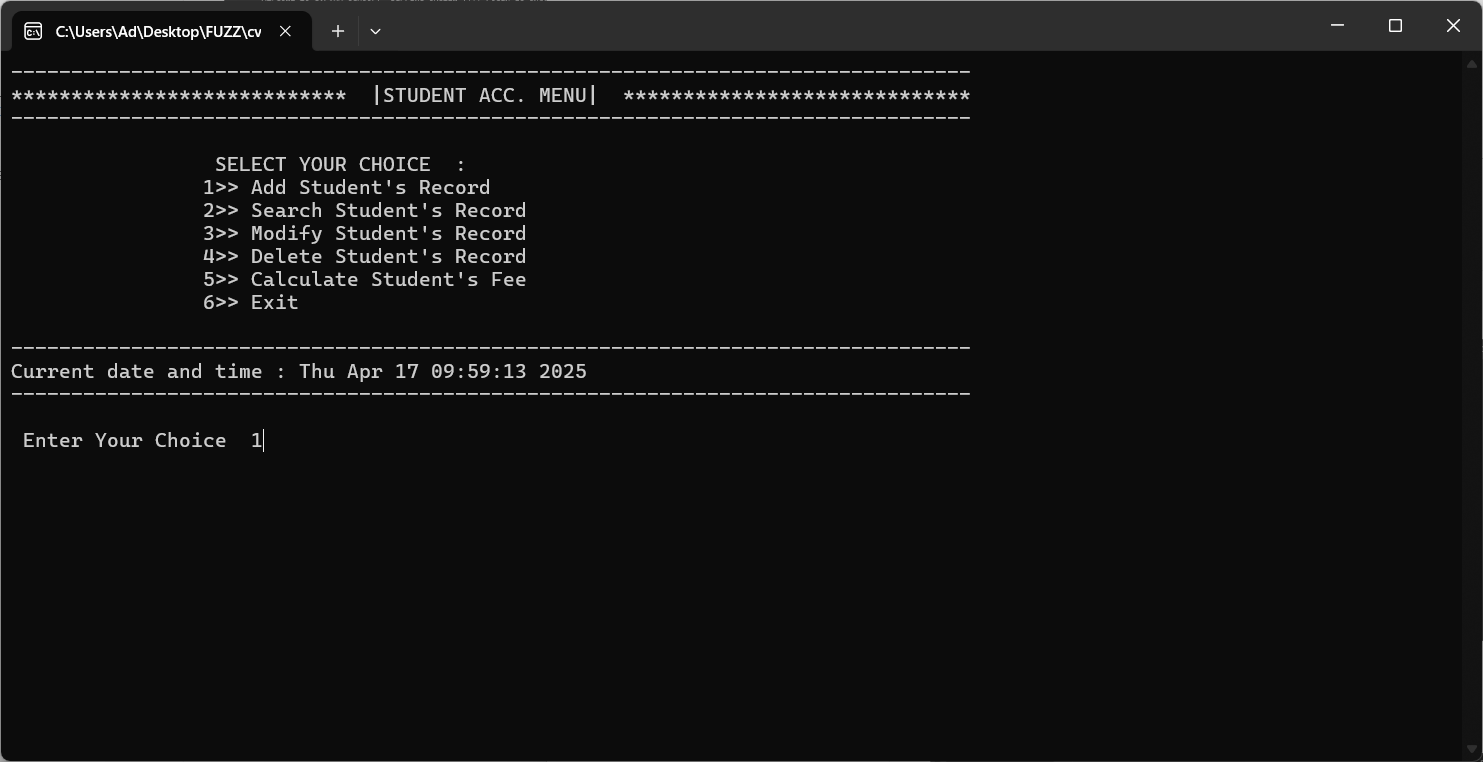 C:\Users\Ad\Desktop\FUZZ\cv
--------------------------------------------------------------------------------
****************************  |STUDENT ACC. MENU|  *****************************
--------------------------------------------------------------------------------
SELECT YOUR CHOICE  :
1>> Add Student's Record
2>> Search Student's Record
3>> Modify Student's Record
4>> Delete Student's Record
5>> Calculate Student's Fee
6>> Exit
--------------------------------------------------------------------------------
Current date and time : Thu Apr 17 09:59:13 2025
--------------------------------------------------------------------------------
Enter Your Choice  1